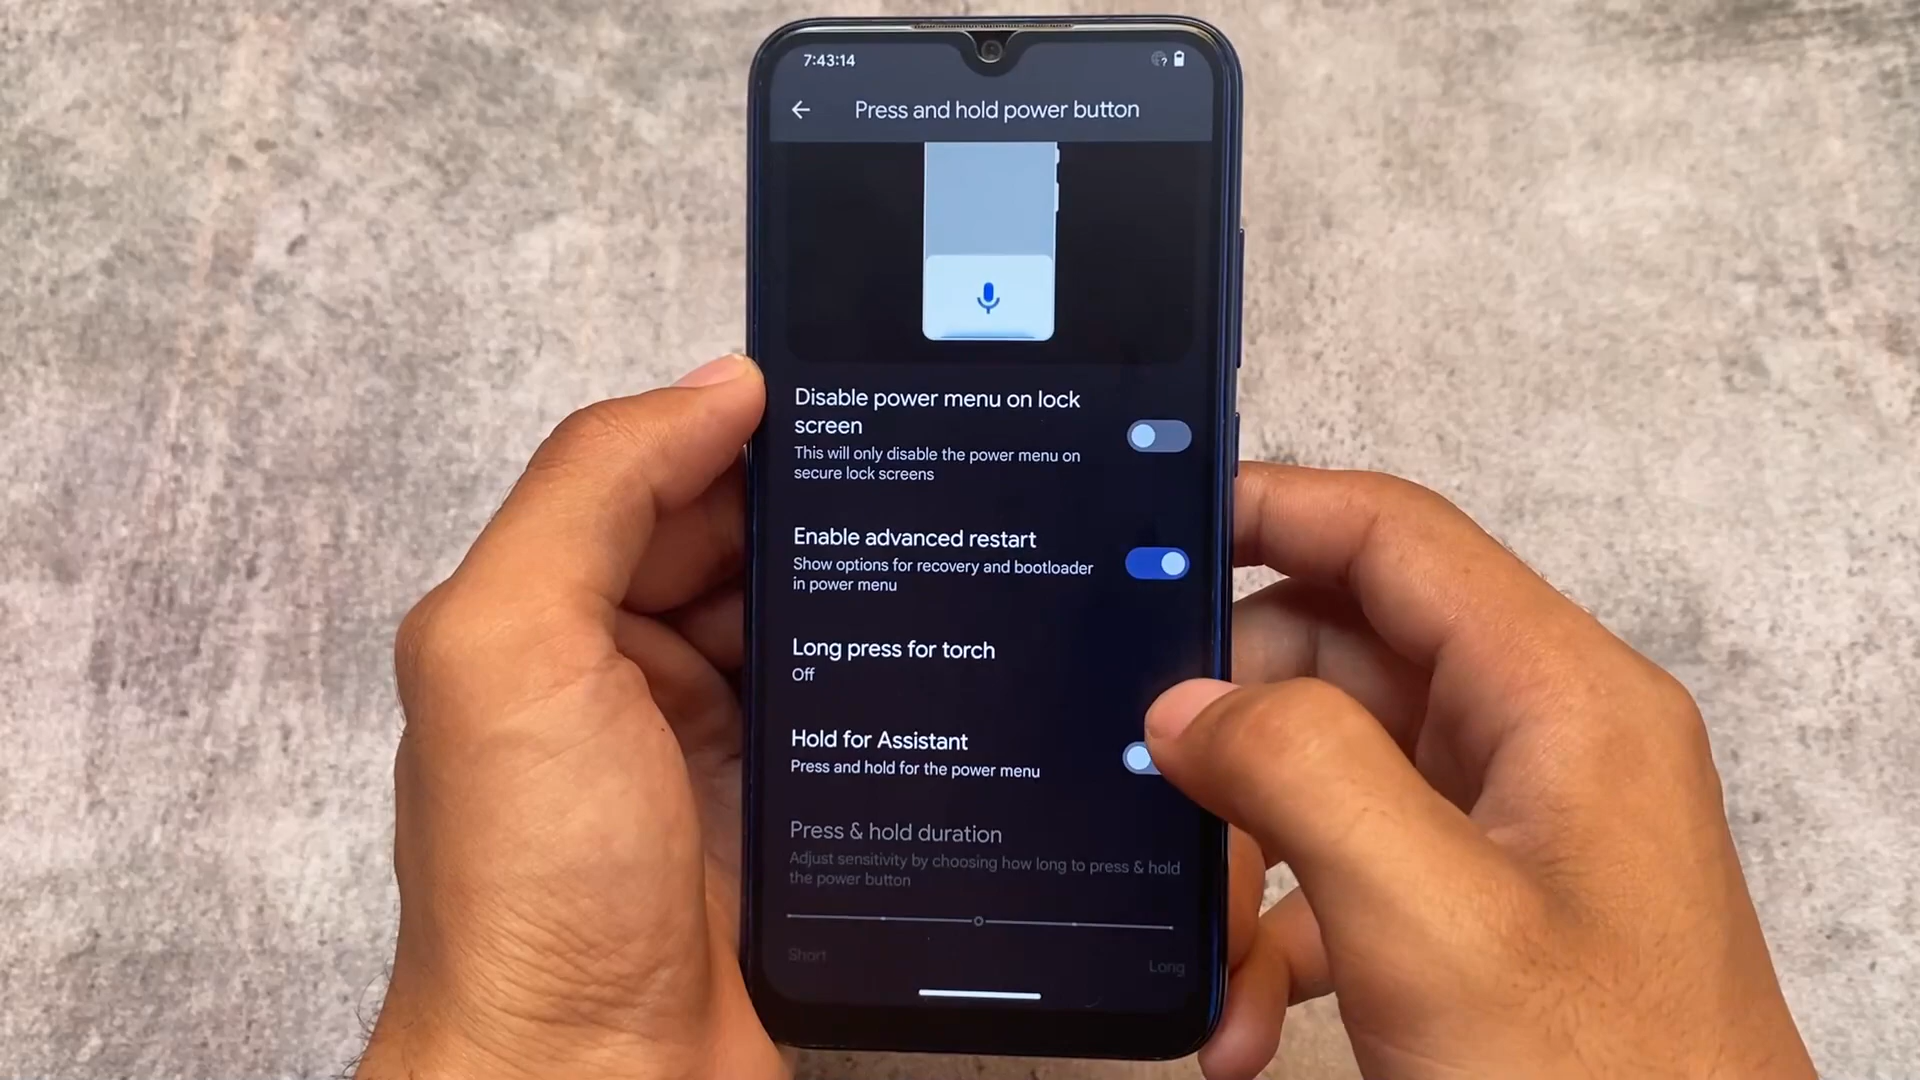 7:43:14
Press and hold power button
Disable power menu on lock
screen
This will only disable the power menu on
secure lock screens
Enable advanced restart
Show options for recovery and bootloader
in power menu
Long press for torch
Off
Hold for Assistant
Press and hold for the power menu
Press & hold duration
Adjust sensitivity by choosing how long to press & hold
the power button
Short
Long